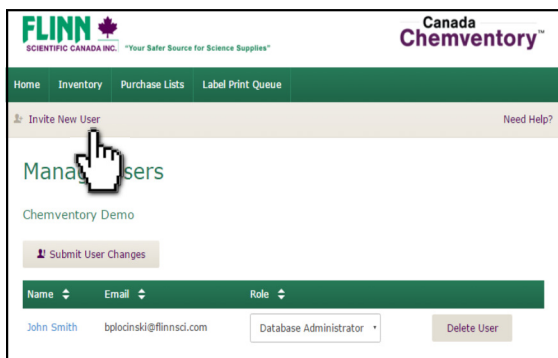 FLINN
SCIENTIFIC CANADA INC. "Your Safer Source for Science Supplies"
Canada
Chemventory™
Home Inventory Purchase Lists Label Print Queue
Invite New User Need Help?
sers
Chemventory Demo
Submit User Changes
Name Email Role
John Smith bplocinski@flinnsci.com Database Administrator Delete User